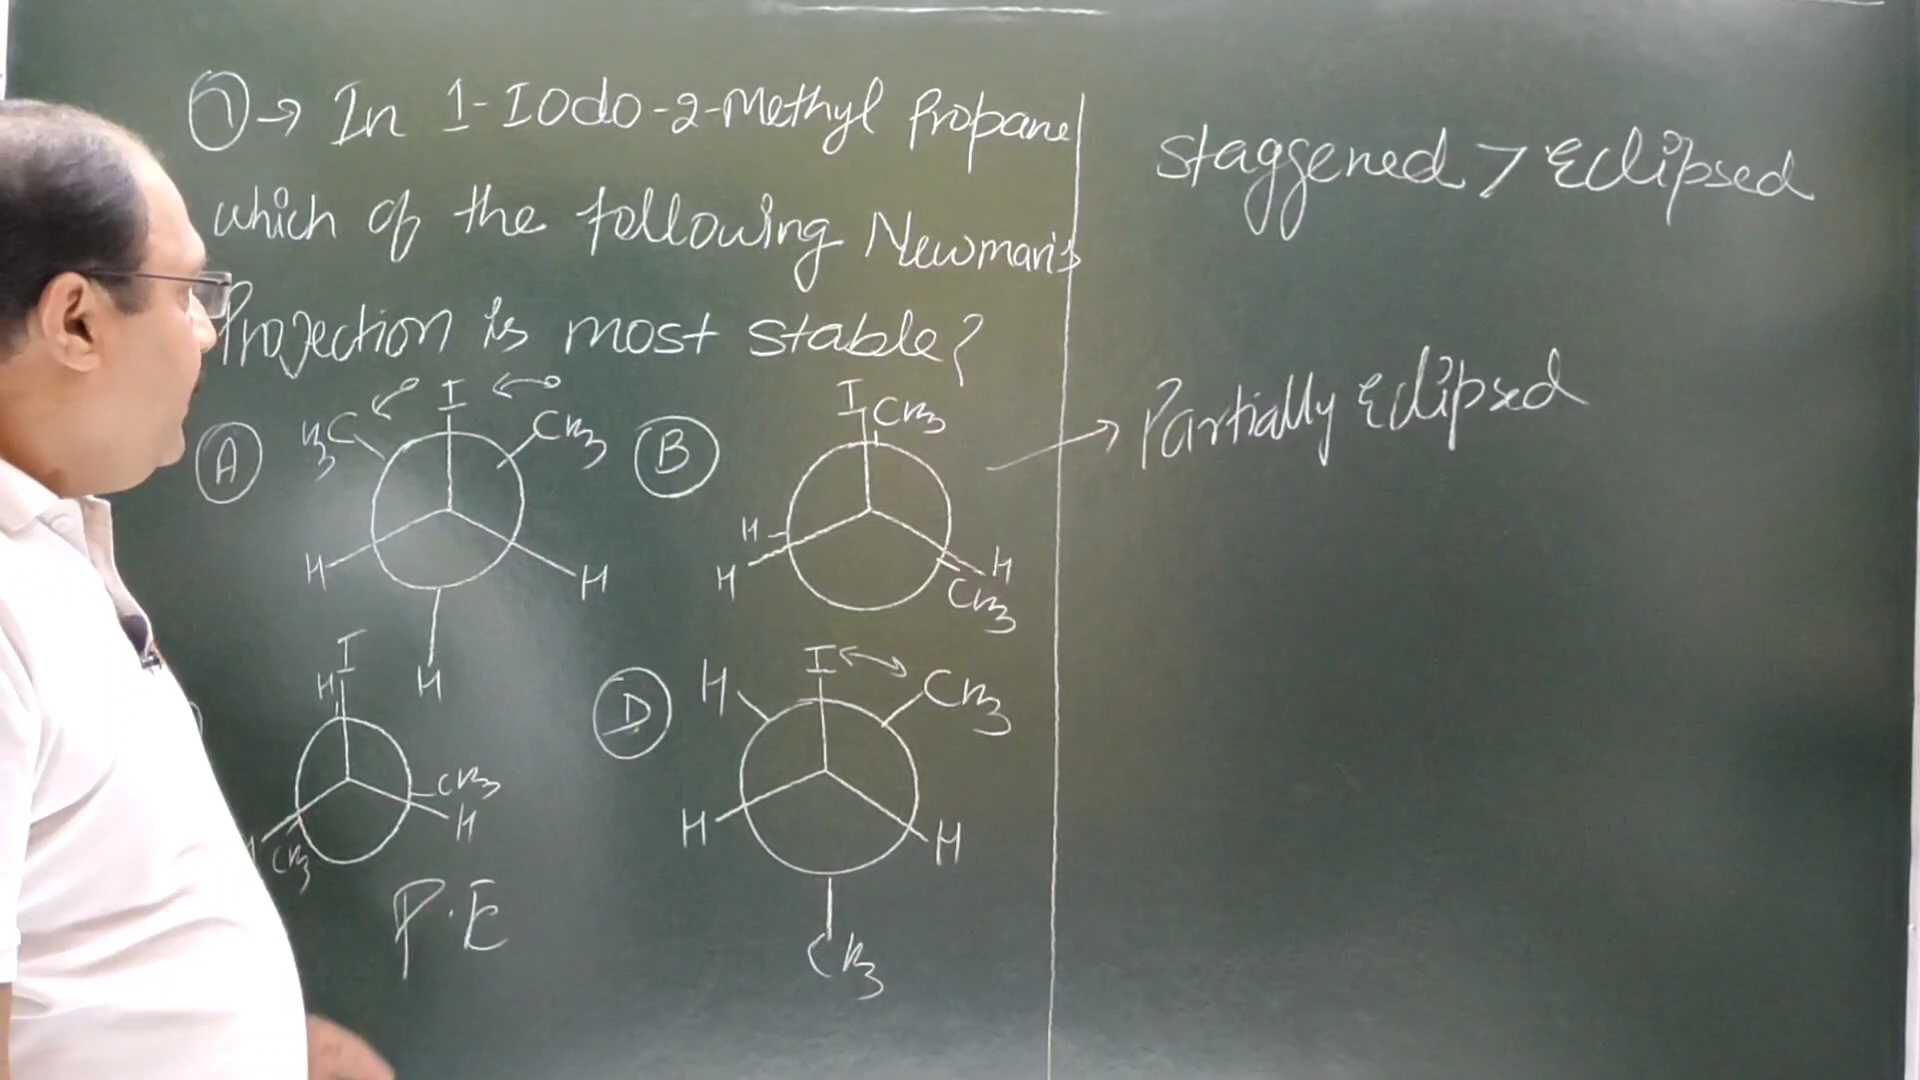 ① → In 1-Iodo-2-Methyl Propane
which of the following Newman's
Projection is most stable?
A
I
H3C
CH3
H
H
H
B
I
CH3
H
H
H
CH3
I
H
CH3
H
CH3
P.E
D
I
H
CH3
H
H
CH3
Staggered > Eclipsed
→ Partially Eclipsed